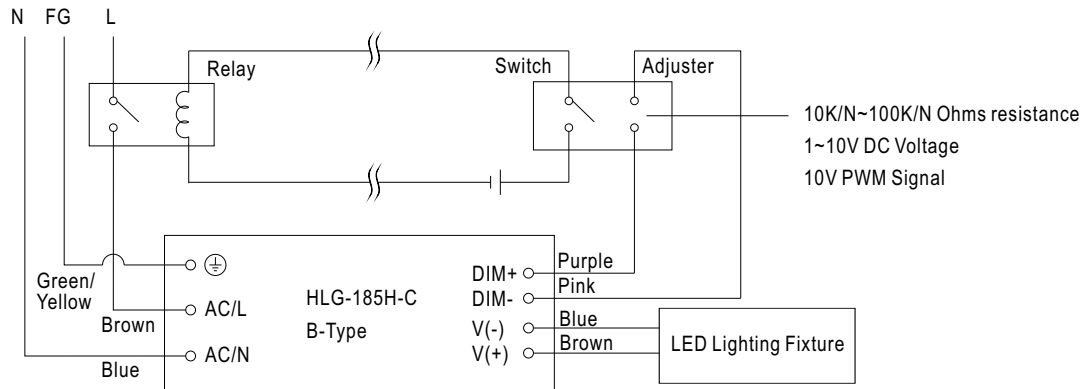 N FG L
Relay
Switch
Adjuster
10K/N~100K/N Ohms resistance
1~10V DC Voltage
10V PWM Signal
Green/
Yellow
Brown
Blue
AC/L
AC/N
HLG-185H-C
B-Type
DIM+
DIM-
V(-)
V(+)
Purple
Pink
Blue
Brown
LED Lighting Fixture